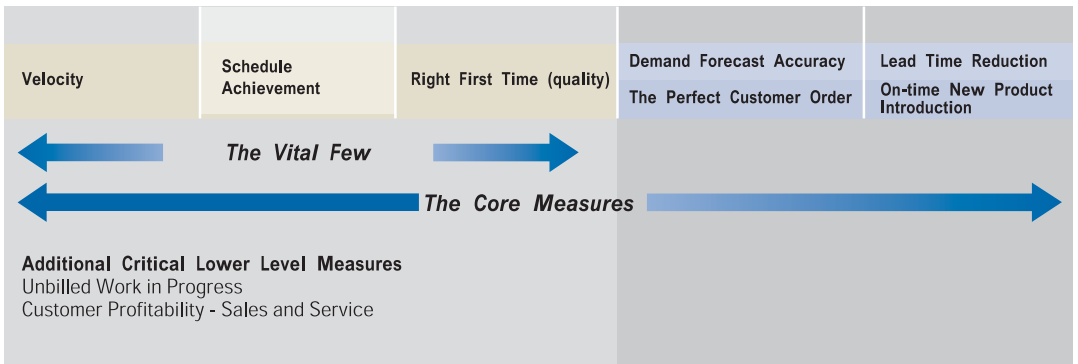 Velocity
Schedule
Achievement
Right First Time (quality)
Demand Forecast Accuracy
The Perfect Customer Order
Lead Time Reduction
On-time New Product
Introduction
The Vital Few
The Core Measures
Additional Critical Lower Level Measures
Unbilled Work in Progress
Customer Profitability - Sales and Service